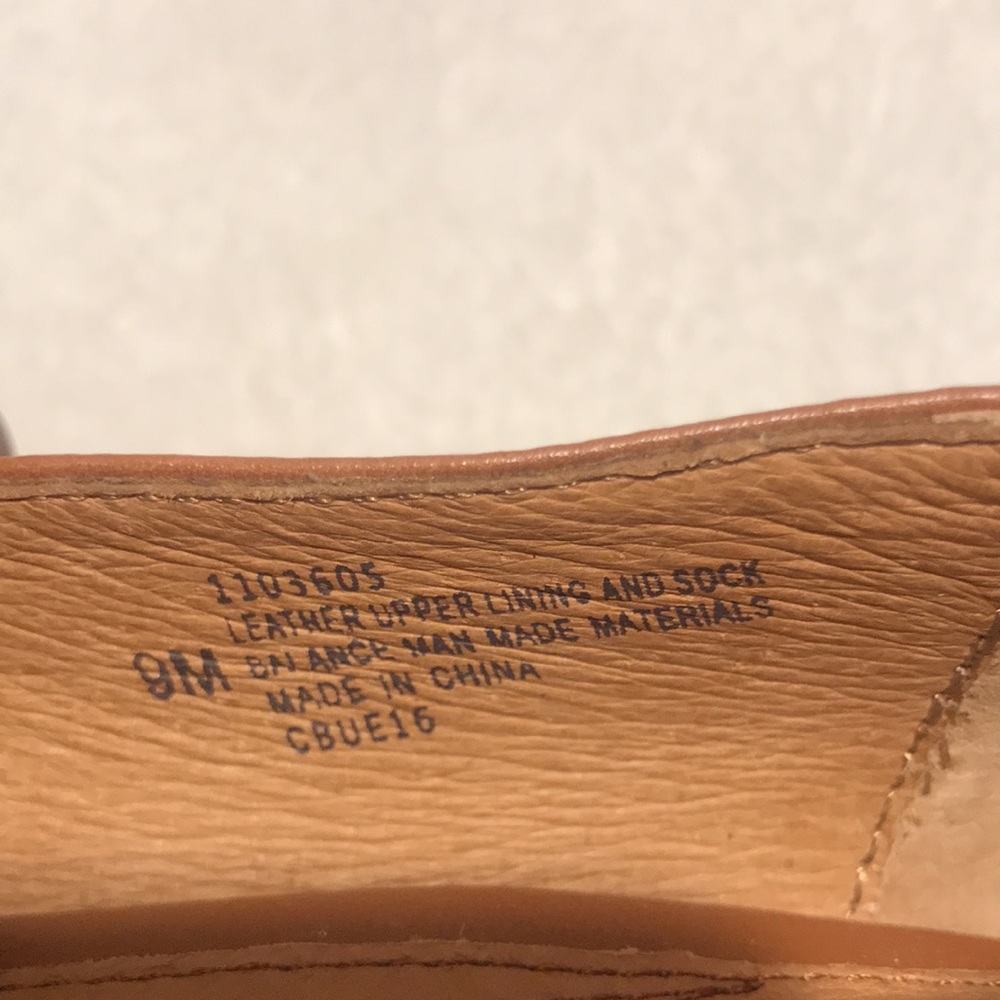 1103605
LEATHER UPPER LINING AND SOCK
9M BALANCE MAN MADE MATERIALS
MADE IN CHINA
CBUE16